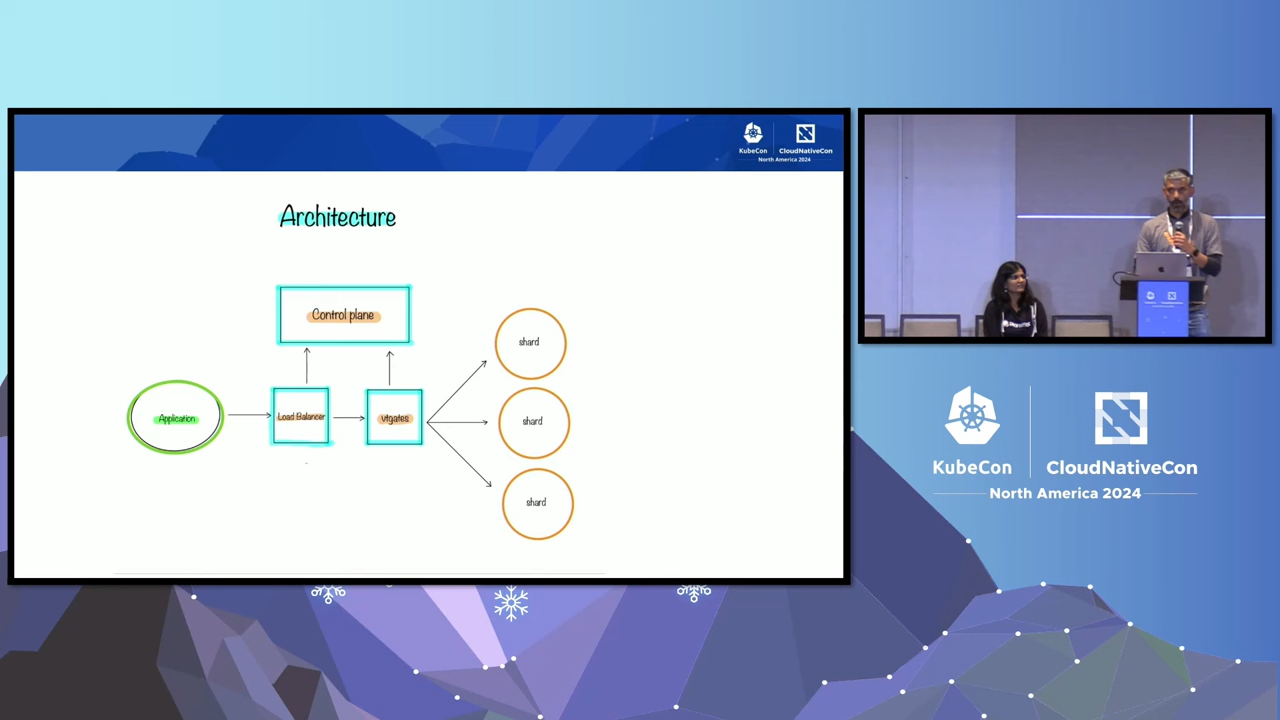 KubeCon
CloudNativeCon
North America 2024
Architecture
Control plane
shard
Application
Load Balancer
vtgates
shard
shard
KubeCon
CloudNativeCon
North America 2024